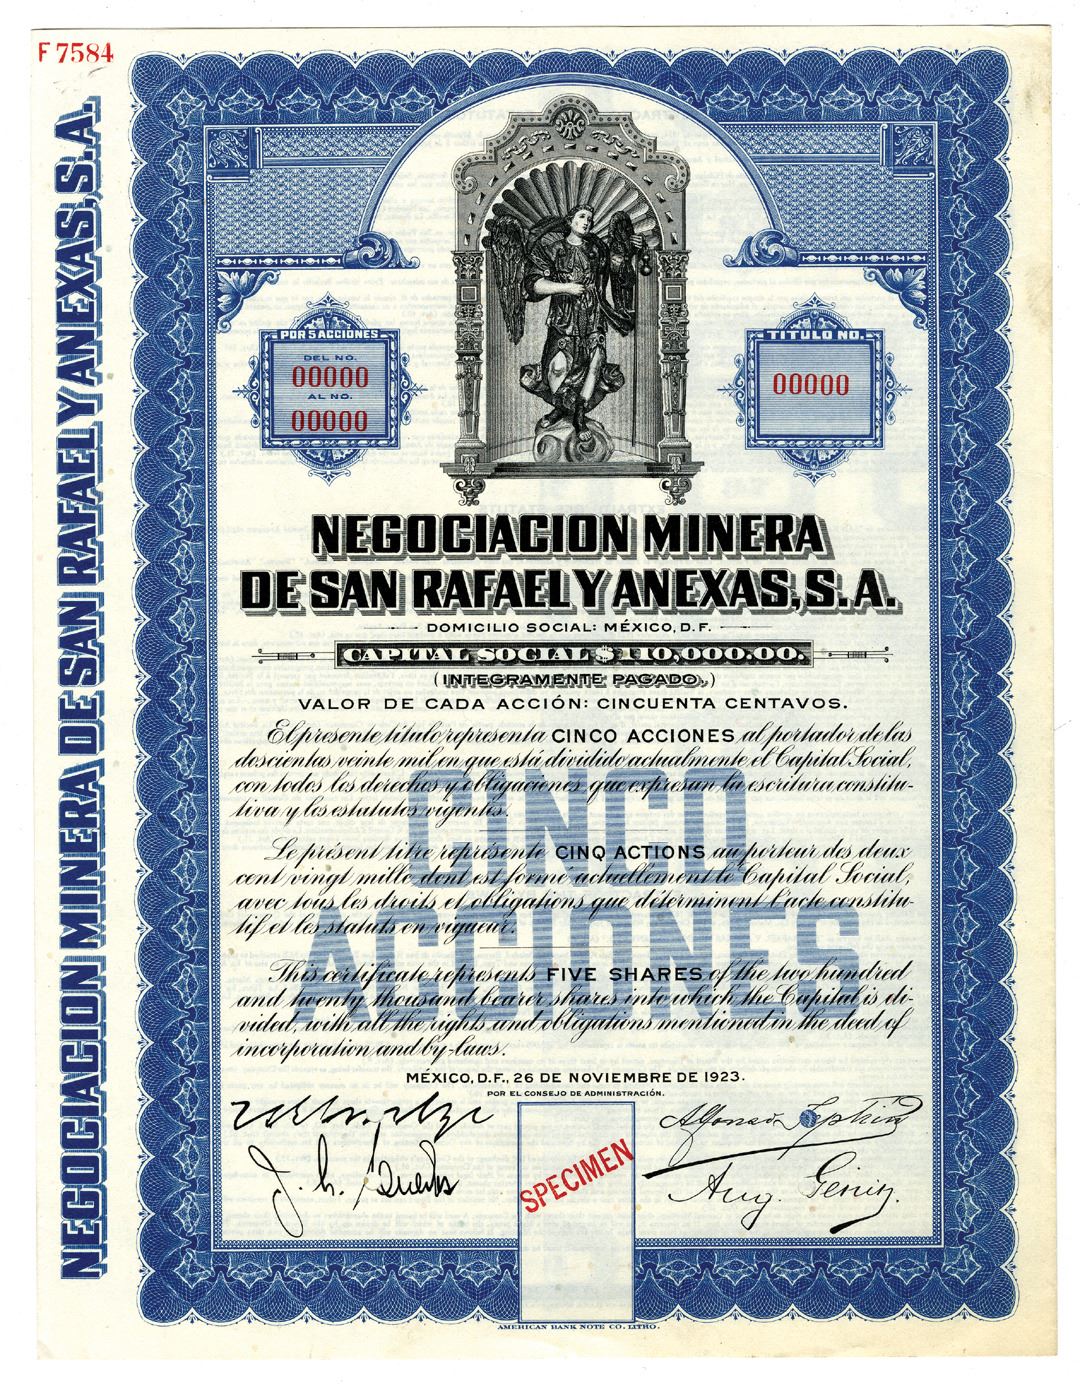 F 7584
NEGOCIACION MINERA DE SAN RAFAEL Y ANEXAS, S.A.
POR 5 ACCIONES
DEL NO.
00000
AL NO.
00000
TITULO NO.
00000
NEGOCIACION MINERA
DE SAN RAFAEL Y ANEXAS, S.A.
DOMICILIO SOCIAL: MÉXICO, D.F.
CAPITAL SOCIAL $ 110,000.00.
(INTEGRAMENTE PAGADO.)
VALOR DE CADA ACCIÓN: CINCUENTA CENTAVOS.
El presente título representa CINCO ACCIONES al portador de las
doscientas veinte mil en que está dividido actualmente el Capital Social,
con todos los derechos y obligaciones que expresan la escritura constitu-
tiva y los estatutos vigentes.
CINCO
Le présent titre représente CINQ ACTIONS au porteur des deux
cent vingt mille dont est forme actuellement le Capital Social,
avec tous les droits et obligations que déterminent l'acte constitu-
tif et les statuts en vigueur.
ACCIONES
This certificate represents FIVE SHARES of the two hundred
and twenty thousand bearer shares into which the Capital is di-
vided, with all the rights and obligations mentioned in the deed of
incorporation and by-laws.
MÉXICO, D.F., 26 DE NOVIEMBRE DE 1923.
POR EL CONSEJO DE ADMINISTRACIÓN.
Alfonso
J. h.
Aug. Genin.
SPECIMEN
AMERICAN BANK NOTE CO. LITHO.